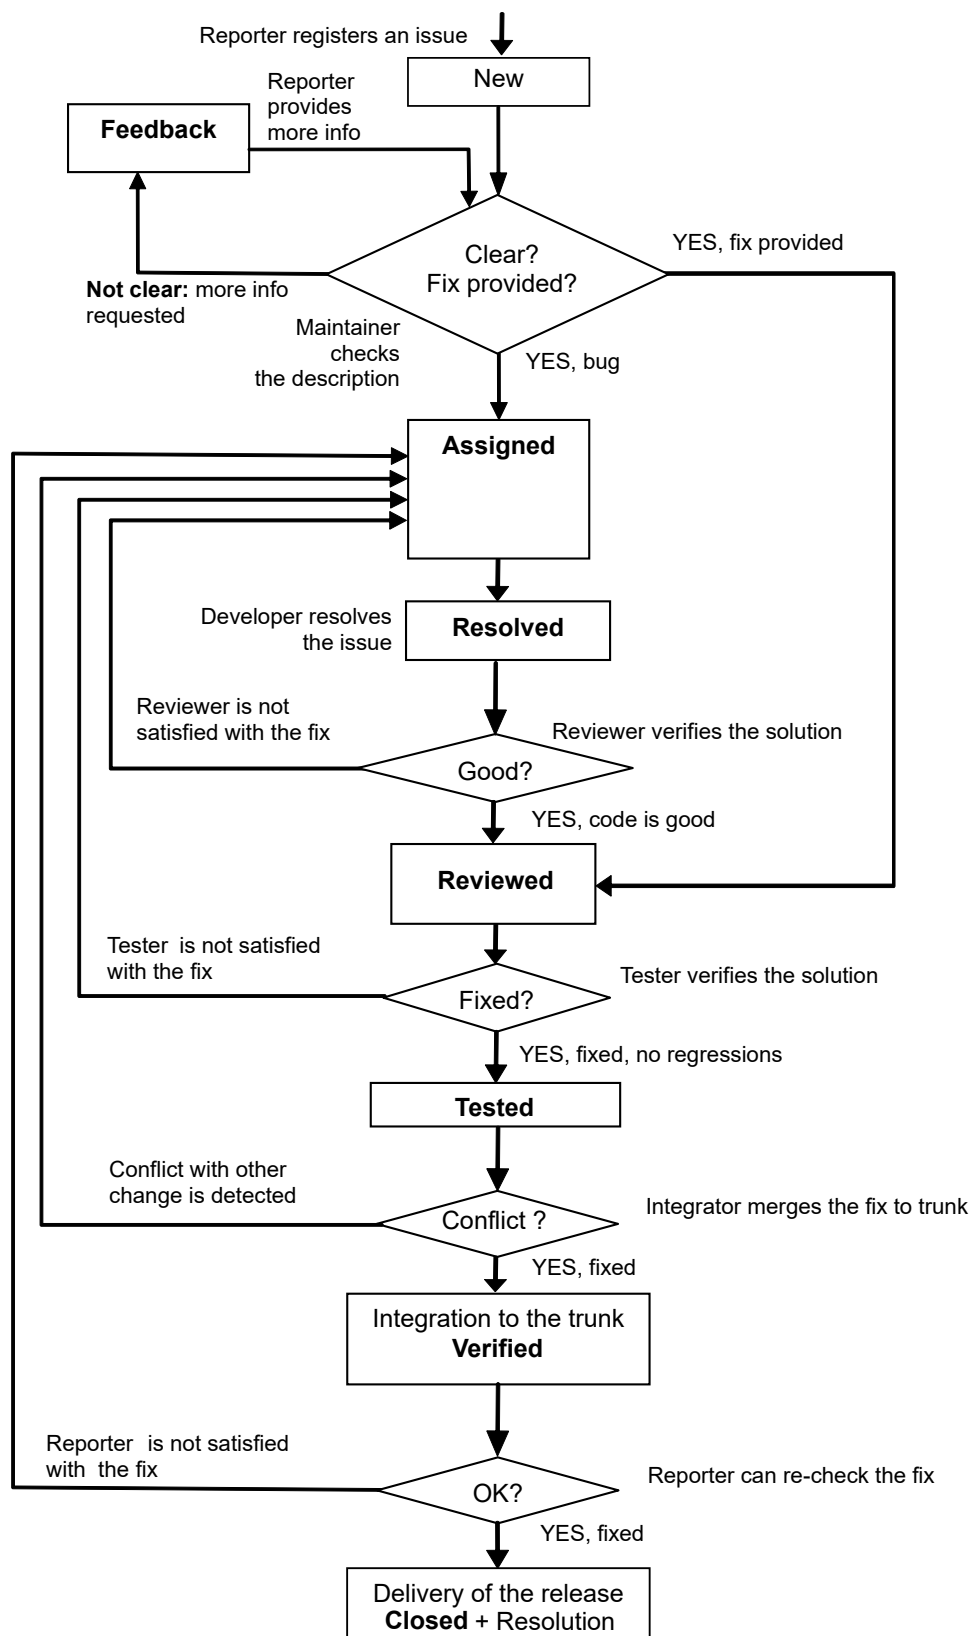 Reporter registers an issue
New
Reporter
provides
more info
Feedback
Clear?
Fix provided?
YES, fix provided
Not clear: more info
requested
Maintainer
checks
the description
YES, bug
Assigned
Developer resolves
the issue
Resolved
Reviewer is not
satisfied with the fix
Reviewer verifies the solution
Good?
YES, code is good
Reviewed
Tester is not satisfied
with the fix
Tester verifies the solution
Fixed?
YES, fixed, no regressions
Tested
Conflict with other
change is detected
Integrator merges the fix to trunk
Conflict ?
YES, fixed
Integration to the trunk
Verified
Reporter is not satisfied
with the fix
Reporter can re-check the fix
OK?
YES, fixed
Delivery of the release
Closed + Resolution